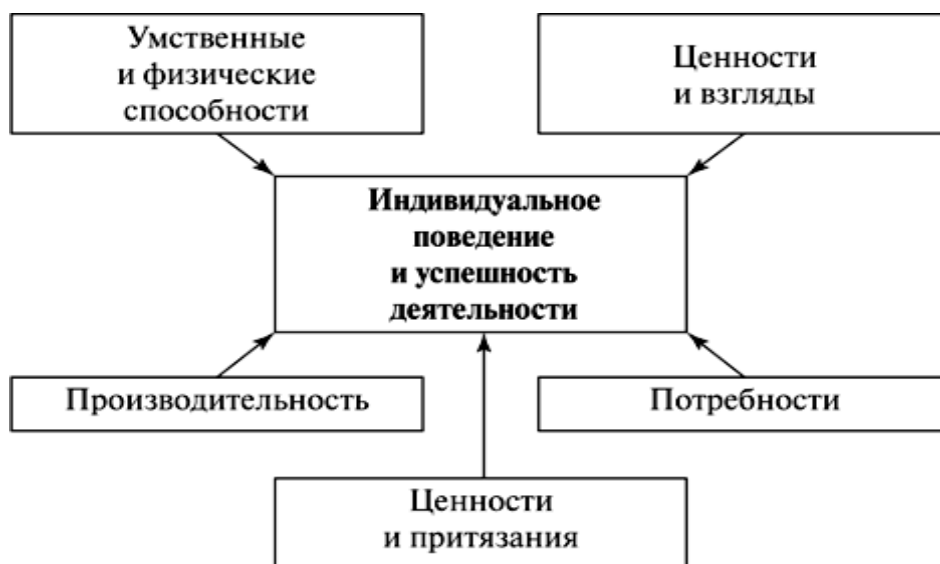 Умственные
и физические
способности
Ценности
и взгляды
Индивидуальное
поведение
и успешность
деятельности
Производительность
Потребности
Ценности
и притязания